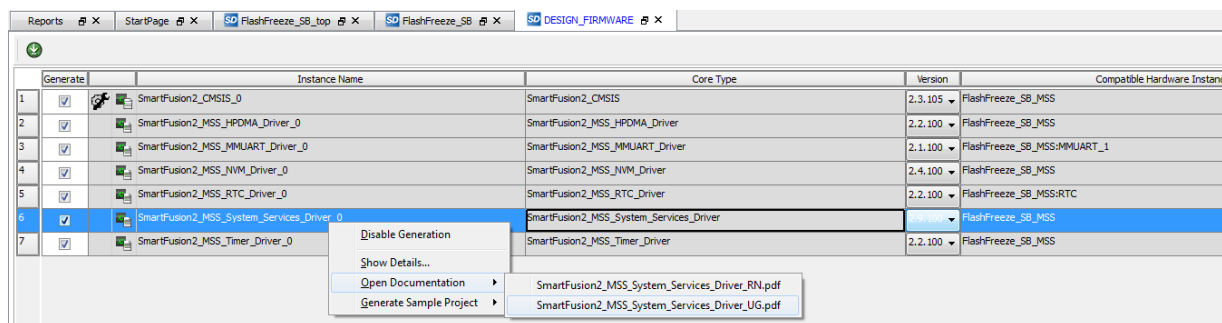 Reports StartPage SD FlashFreeze_SB_top SD FlashFreeze_SB SD DESIGN_FIRMWARE
Generate Instance Name Core Type Version Compatible Hardware Instanc
1 SmartFusion2_CMSIS_0 SmartFusion2_CMSIS 2.3.105 FlashFreeze_SB_MSS
2 SmartFusion2_MSS_HPDMA_Driver_0 SmartFusion2_MSS_HPDMA_Driver 2.2.100 FlashFreeze_SB_MSS
3 SmartFusion2_MSS_MMUART_Driver_0 SmartFusion2_MSS_MMUART_Driver 2.1.100 FlashFreeze_SB_MSS:MMUART_1
4 SmartFusion2_MSS_NVM_Driver_0 SmartFusion2_MSS_NVM_Driver 2.4.100 FlashFreeze_SB_MSS
5 SmartFusion2_MSS_RTC_Driver_0 SmartFusion2_MSS_RTC_Driver 2.2.100 FlashFreeze_SB_MSS:RTC
6 SmartFusion2_MSS_System_Services_Driver_0 SmartFusion2_MSS_System_Services_Driver 2.9.100 FlashFreeze_SB_MSS
7 SmartFusion2_MSS_Timer_Driver_0 SmartFusion2_MSS_Timer_Driver 2.2.100 FlashFreeze_SB_MSS
Disable Generation
Show Details...
Open Documentation
Generate Sample Project
SmartFusion2_MSS_System_Services_Driver_RN.pdf
SmartFusion2_MSS_System_Services_Driver_UG.pdf